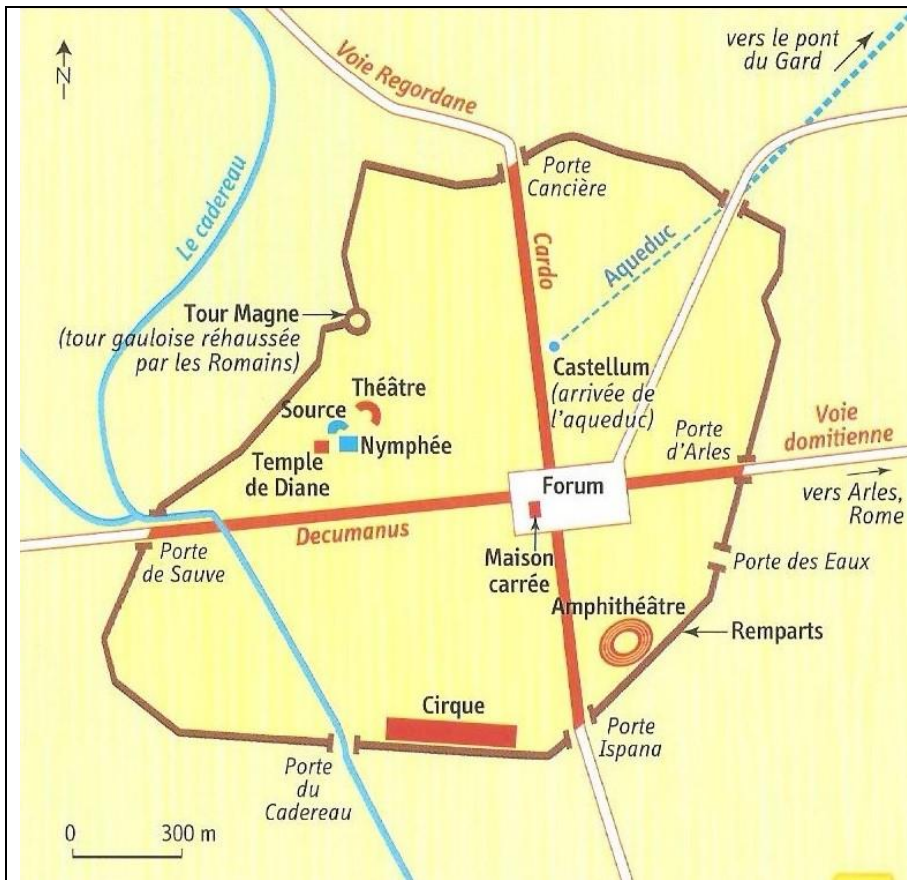 vers le pont
du Gard
N
Voie Regordane
Porte
Cancière
Le cadereau
Cardo
Aqueduc
Tour Magne
(tour gauloise réhaussée
par les Romains)
Castellum
(arrivée de
l'aqueduc)
Théâtre
Source
Nymphée
Temple
de Diane
Porte
d'Arles
Voie
domitienne
Forum
vers Arles,
Rome
Decumanus
Porte
de Sauve
Maison
carrée
Porte des Eaux
Amphithéâtre
Remparts
Cirque
Porte
Ispana
Porte
du
Cadereau
0 300 m